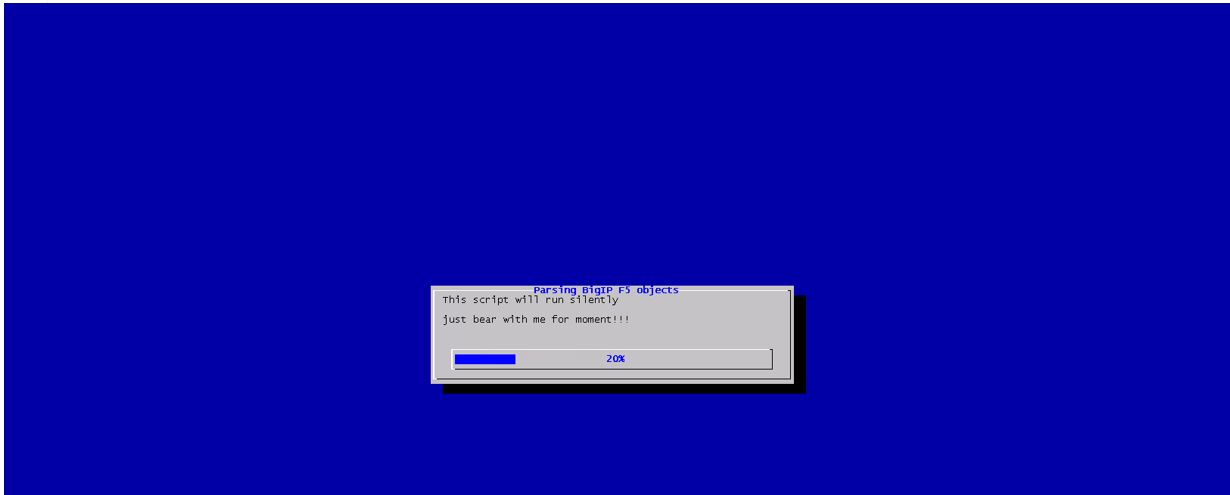 Parsing BigIP F5 objects
This script will run silently
just bear with me for moment!!!
20%